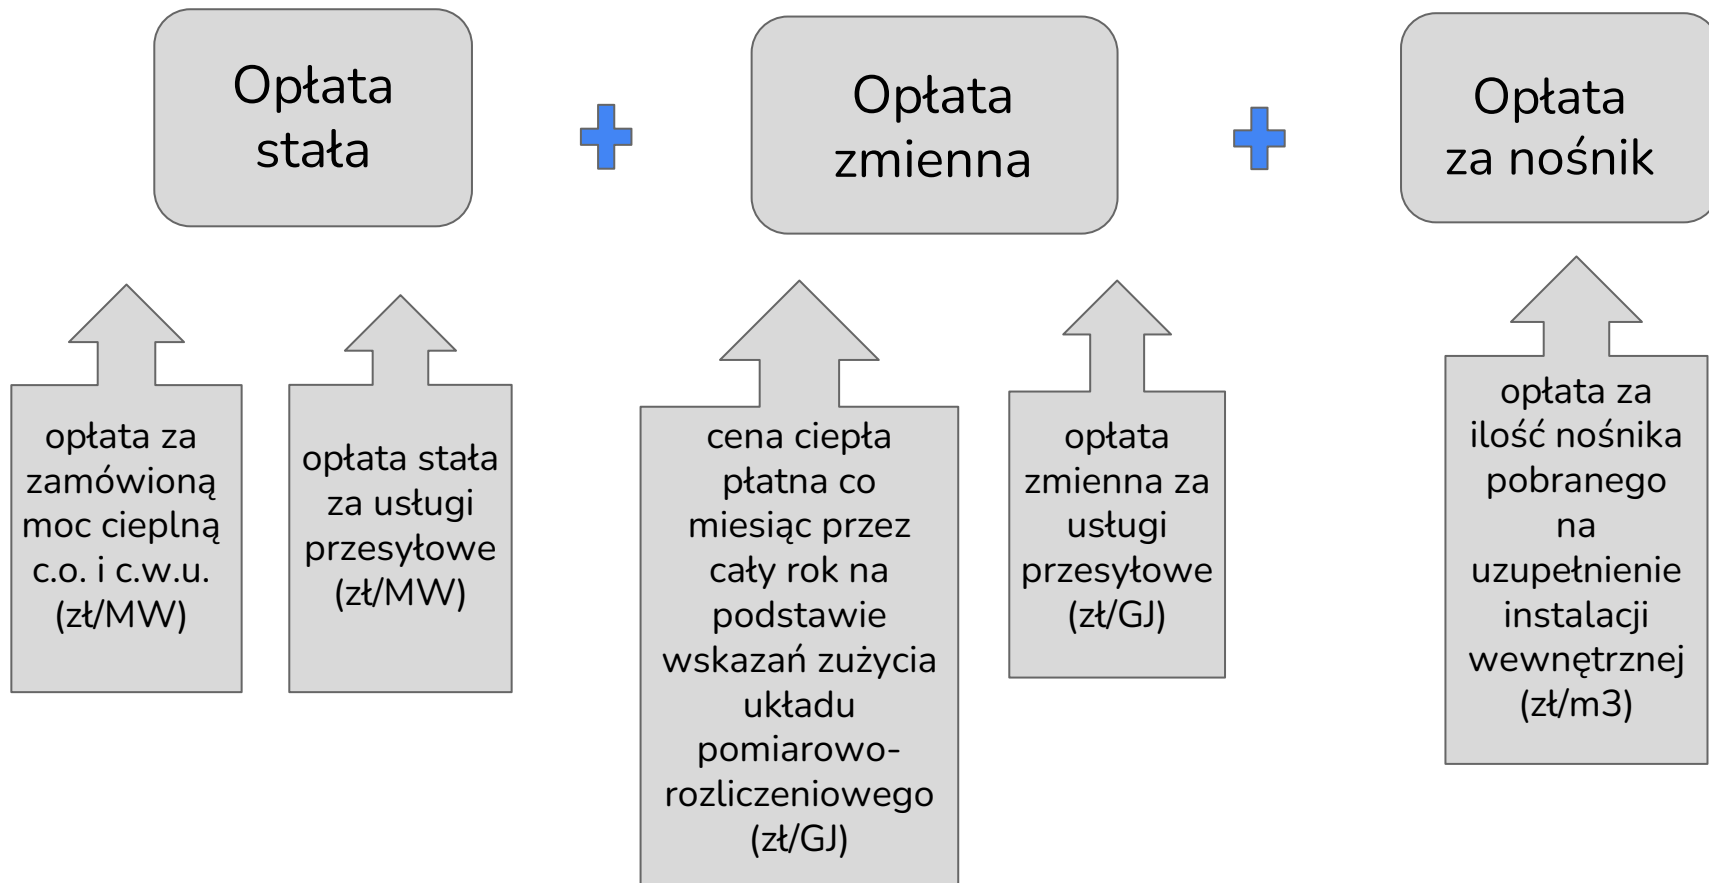 Opłata
stała
Opłata
zmienna
Opłata
za nośnik
opłata za
zamówioną
moc cieplną
c.o. i c.w.u.
(zł/MW)
opłata stała
za usługi
przesyłowe
(zł/MW)
cena ciepła
płatna co
miesiąc przez
cały rok na
podstawie
wskazań zużycia
układu
pomiarowo-
rozliczeniowego
(zł/GJ)
opłata
zmienna za
usługi
przesyłowe
(zł/GJ)
opłata za
ilość nośnika
pobranego
na
uzupełnienie
instalacji
wewnętrznej
(zł/m3)